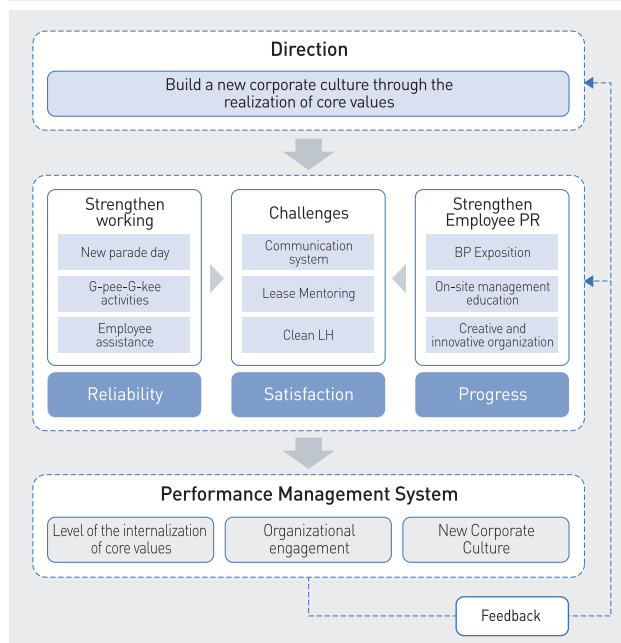 Direction
Build a new corporate culture through the
realization of core values
Strengthen
working
New parade day
G-pee-G-kee
activities
Employee
assistance
Reliability
Challenges
Communication
system
Lease Mentoring
Clean LH
Satisfaction
Strengthen
Employee PR
BP Exposition
On-site management
education
Creative and
innovative organization
Progress
Performance Management System
Level of the internalization
of core values
Organizational
engagement
New Corporate
Culture
Feedback